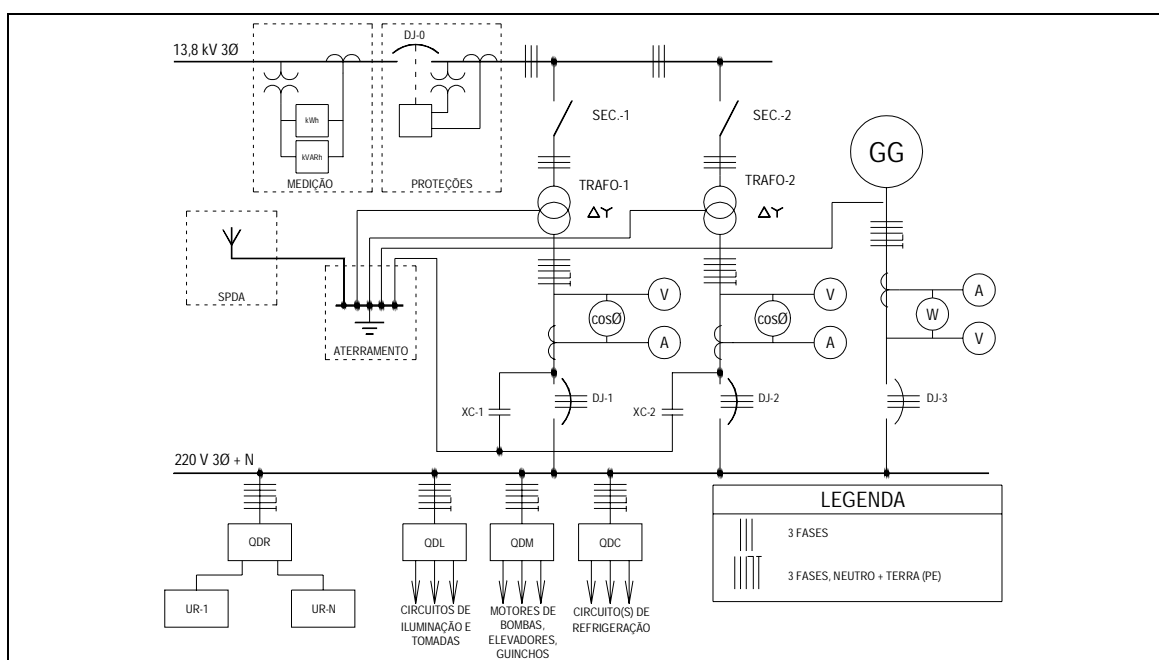 13,8 kV 3Ø
DJ-0
kWh
kVARh
MEDIÇÃO
PROTEÇÕES
SEC.-1
SEC.-2
GG
TRAFO-1
TRAFO-2
ΔY
ΔY
SPDA
ATERRAMENTO
V
cosØ
A
V
cosØ
A
A
W
V
XC-1
DJ-1
XC-2
DJ-2
DJ-3
220 V 3Ø + N
QDR
QDL
QDM
QDC
UR-1
UR-N
CIRCUITOS DE
ILUMINAÇÃO E
TOMADAS
MOTORES DE
BOMBAS,
ELEVADORES,
GUINCHOS
CIRCUITO(S) DE
REFRIGERAÇÃO
LEGENDA
3 FASES
3 FASES, NEUTRO + TERRA (PE)